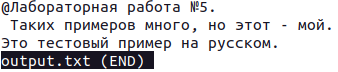 @Лабораторная работа №5.
Таких примеров много, но этот - мой.
Это тестовый пример на русском.
output.txt (END)